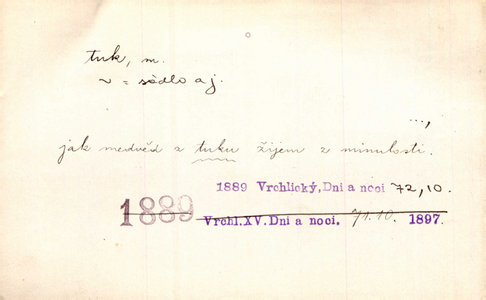 tuk, m.
~ = sádlo aj.
...,
jak medvěd z tuku žijem z minulosti.
1889 Vrchlický, Dni a noci 72, 10.
1889 Vrchl. XV. Dni a noci. 71.10. 1897.